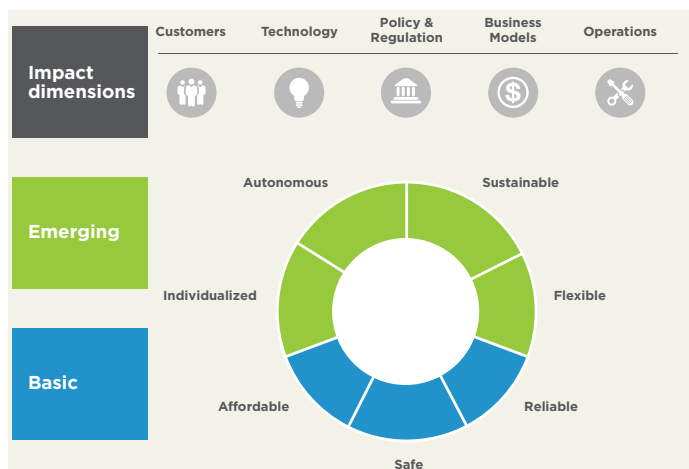 Customers
Technology
Policy &
Regulation
Business
Models
Operations
Impact
dimensions
$
Autonomous
Sustainable
Emerging
Individualized
Flexible
Basic
Affordable
Reliable
Safe